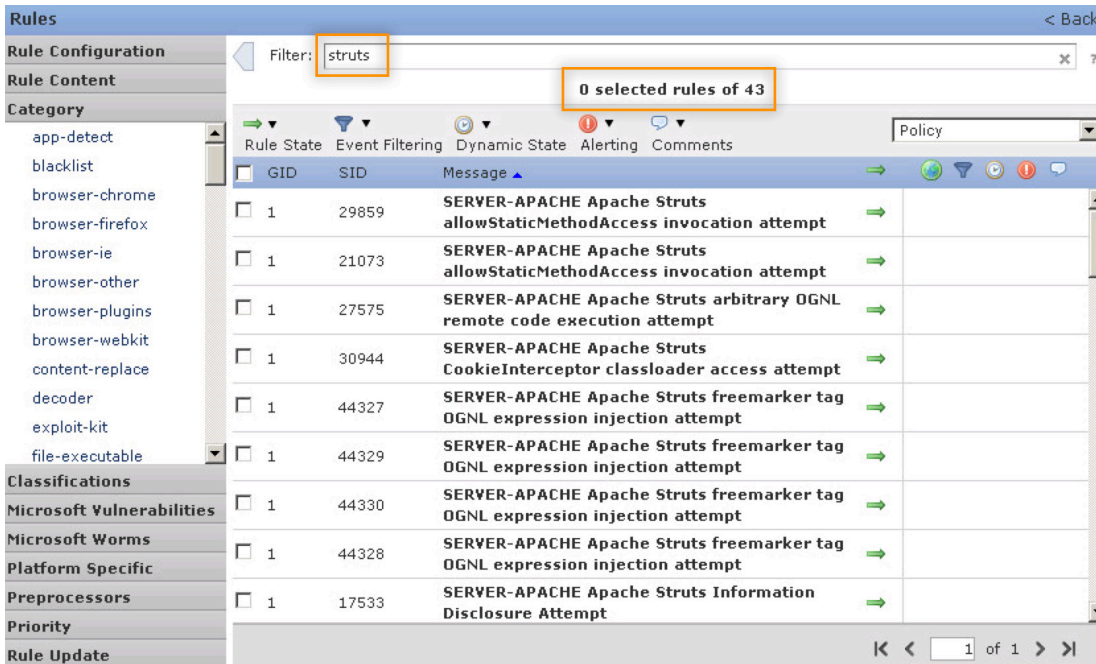 Rules < Back
Rule Configuration
Filter: struts
Rule Content
0 selected rules of 43
Category
app-detect
blacklist
browser-chrome
browser-firefox
browser-ie
browser-other
browser-plugins
browser-webkit
content-replace
decoder
exploit-kit
file-executable
Classifications
Microsoft Vulnerabilities
Microsoft Worms
Platform Specific
Preprocessors
Priority
Rule Update
Rule State Event Filtering Dynamic State Alerting Comments
Policy
GID SID Message
1 29859 SERVER-APACHE Apache Struts
allowStaticMethodAccess invocation attempt
1 21073 SERVER-APACHE Apache Struts
allowStaticMethodAccess invocation attempt
1 27575 SERVER-APACHE Apache Struts arbitrary OGNL
remote code execution attempt
1 30944 SERVER-APACHE Apache Struts
CookieInterceptor classloader access attempt
1 44327 SERVER-APACHE Apache Struts freemarker tag
OGNL expression injection attempt
1 44329 SERVER-APACHE Apache Struts freemarker tag
OGNL expression injection attempt
1 44330 SERVER-APACHE Apache Struts freemarker tag
OGNL expression injection attempt
1 44328 SERVER-APACHE Apache Struts freemarker tag
OGNL expression injection attempt
1 17533 SERVER-APACHE Apache Struts Information
Disclosure Attempt
1 of 1